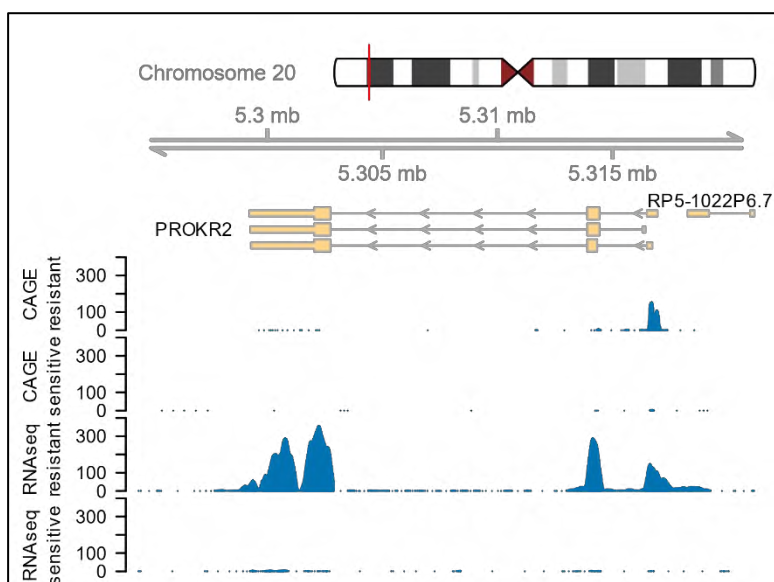 Chromosome 20
5.3 mb 5.31 mb
5.305 mb 5.315 mb
RP5-1022P6.7
PROKR2
CAGE
resistant
300
100
0
CAGE
sensitive
300
100
0
RNAseq
resistant
300
100
0
RNAseq
sensitive
300
100
0